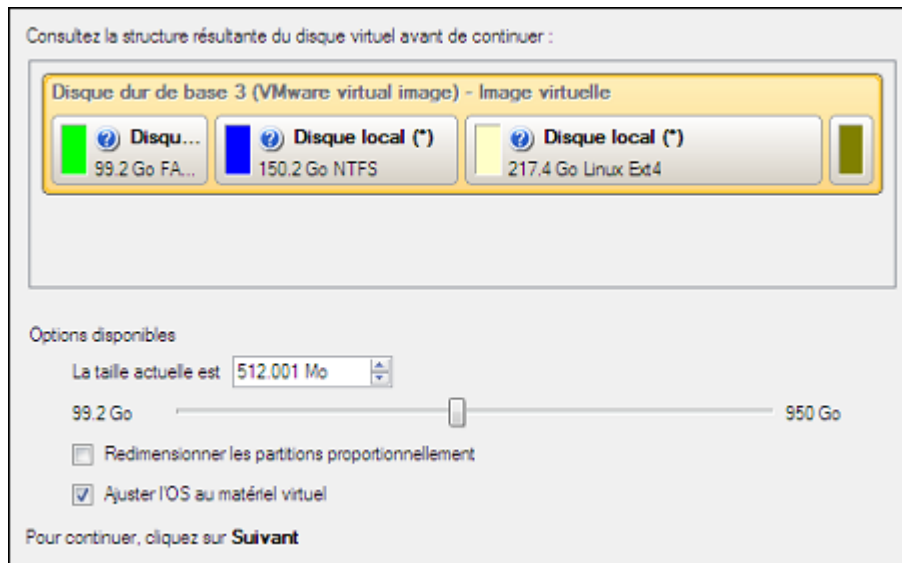 Consultez la structure résultante du disque virtuel avant de continuer :
Disque dur de base 3 (VMware virtual image) - Image virtuelle
Disqu... Disque local (*) Disque local (*)
99.2 Go FA... 150.2 Go NTFS 217.4 Go Linux Ext4
Options disponibles
La taille actuelle est 512.001 Mo
99.2 Go 950 Go
Redimensionner les partitions proportionnellement
Ajuster l'OS au matériel virtuel
Pour continuer, cliquez sur Suivant